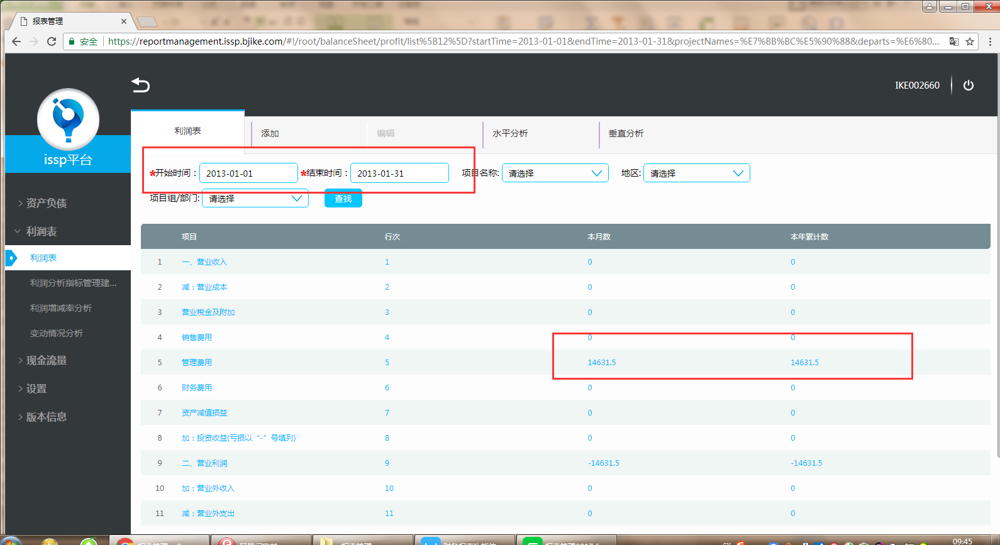 报表管理
安全 https://reportmanagement.issp.bjike.com/#!/root/balanceSheet/profit/list%5B12%5D?startTime=2013-01-01&endTime=2013-01-31&projectNames=%E7%BB%BC%E5%90%88&departs=%E6%80...
IKE002660
issp平台
利润表 添加 编辑 水平分析 垂直分析
*开始时间： 2013-01-01 *结束时间： 2013-01-31 项目名称: 请选择 地区: 请选择
项目组/部门: 请选择 查找
资产负债
利润表
利润表
利润分析指标管理建...
利润增减率分析
变动情况分析
现金流量
设置
版本信息
项目 行次 本月数 本年累计数
1 一、营业收入 1 0 0
2 减：营业成本 2 0 0
3 营业税金及附加 3 0 0
4 销售费用 4 0 0
5 管理费用 5 14631.5 14631.5
6 财务费用 6 0 0
7 资产减值损益 7 0 0
8 加：投资收益(亏损以“-”号填列) 8 0 0
9 二、营业利润 9 -14631.5 -14631.5
10 加：营业外收入 10 0 0
11 减：营业外支出 11 0 0
09:45